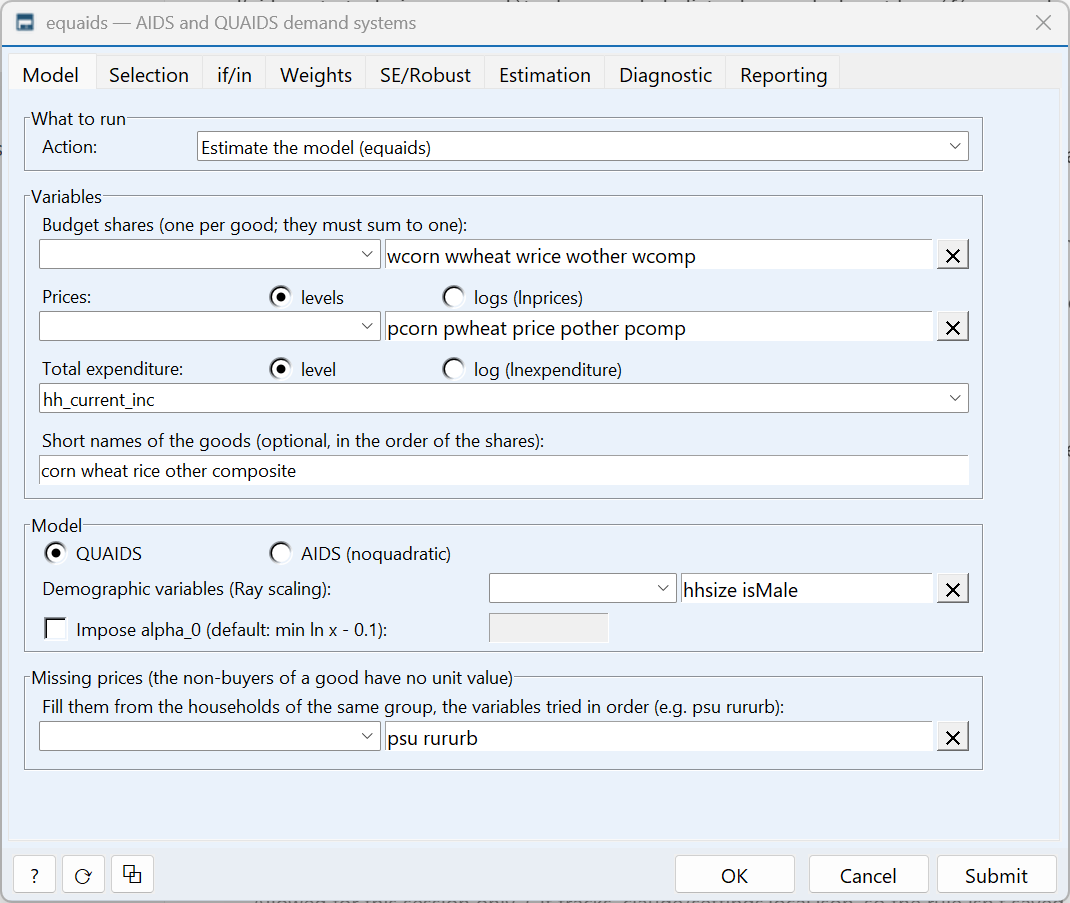 equaids — AIDS and QUAIDS demand systems
Model Selection if/in Weights SE/Robust Estimation Diagnostic Reporting
What to run
Action: Estimate the model (equaids)
Variables
Budget shares (one per good; they must sum to one):
wcorn wwheat wrice wother wcomp
Prices: levels logs (lnprices)
pcorn pwheat price pother pcomp
Total expenditure: level log (lnexpenditure)
hh_current_inc
Short names of the goods (optional, in the order of the shares):
corn wheat rice other composite
Model
QUAIDS AIDS (noquadratic)
Demographic variables (Ray scaling): hhsize isMale
Impose alpha_0 (default: min ln x - 0.1):
Missing prices (the non-buyers of a good have no unit value)
Fill them from the households of the same group, the variables tried in order (e.g. psu rururb):
psu rururb
? OK Cancel Submit